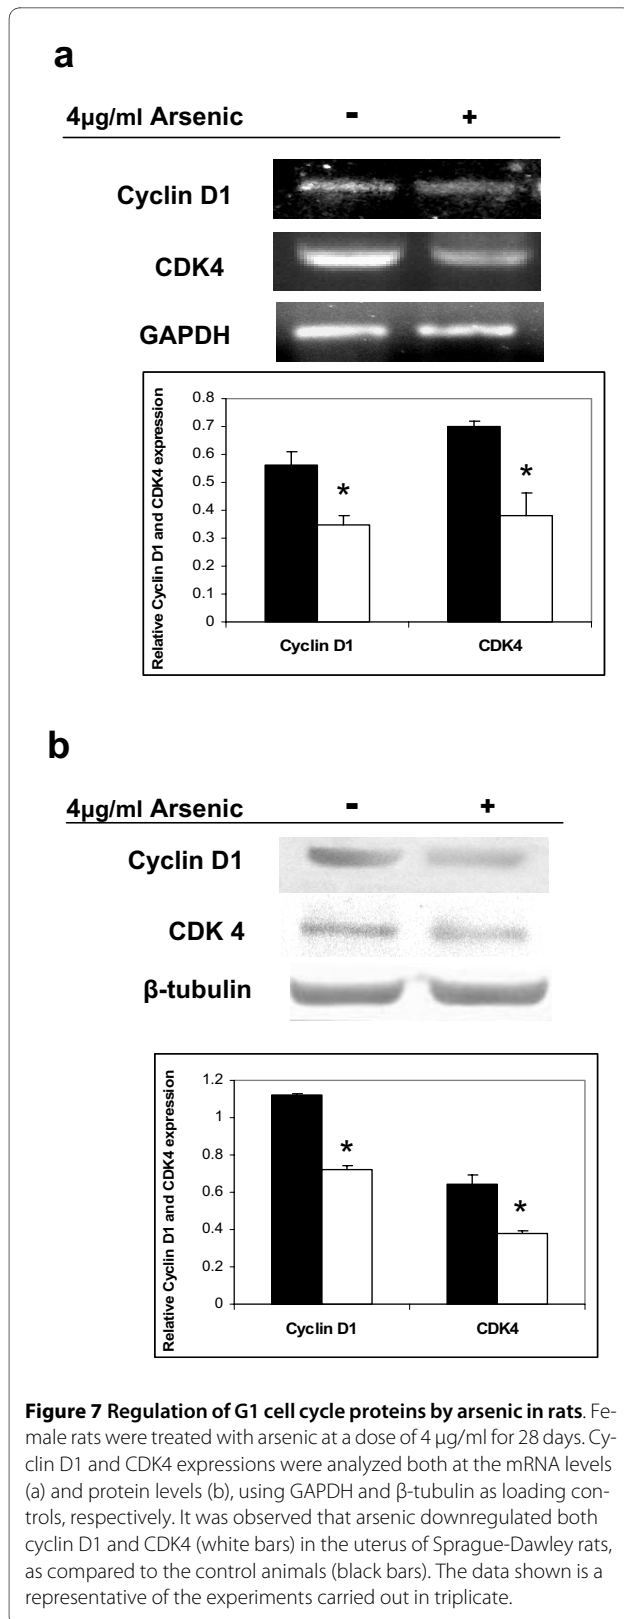 a
4µg/ml Arsenic - +
Cyclin D1
CDK4
GAPDH
Relative Cyclin D1 and CDK4 expression
0.8
0.7
0.6
0.5
0.4
0.3
0.2
0.1
0
*
*
Cyclin D1 CDK4
b
4µg/ml Arsenic - +
Cyclin D1
CDK 4
β-tubulin
Relative Cyclin D1 and CDK4 expression
1.2
1
0.8
0.6
0.4
0.2
0
*
*
Cyclin D1 CDK4
Figure 7 Regulation of G1 cell cycle proteins by arsenic in rats. Fe-
male rats were treated with arsenic at a dose of 4 µg/ml for 28 days. Cy-
clin D1 and CDK4 expressions were analyzed both at the mRNA levels
(a) and protein levels (b), using GAPDH and β-tubulin as loading con-
trols, respectively. It was observed that arsenic downregulated both
cyclin D1 and CDK4 (white bars) in the uterus of Sprague-Dawley rats,
as compared to the control animals (black bars). The data shown is a
representative of the experiments carried out in triplicate.